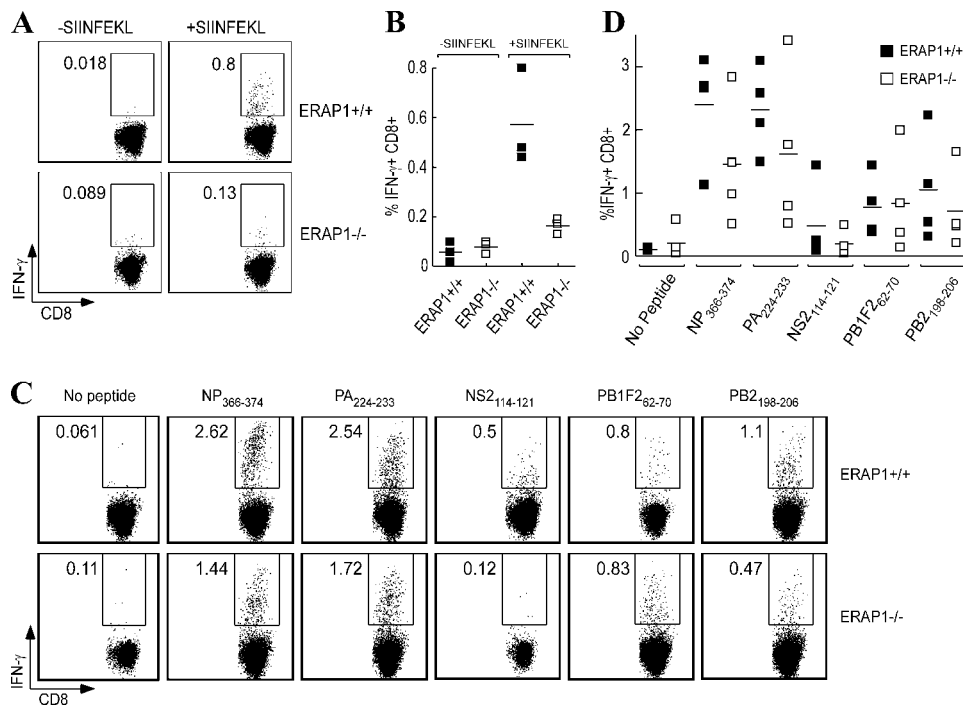 A
-SIINFEKL +SIINFEKL
0.018 0.8
ERAP1+/+
0.089 0.13
ERAP1-/-
IFN-γ
CD8
B
-SIINFEKL +SIINFEKL
% IFN-γ+ CD8+
1
0.8
0.6
0.4
0.2
0
ERAP1+/+ ERAP1-/- ERAP1+/+ ERAP1-/-
D
%IFN-γ+ CD8+
3
2
1
0
ERAP1+/+
ERAP1-/-
No Peptide NP366-374 PA224-233 NS2114-121 PB1F262-70 PB2198-206
C
No peptide NP366-374 PA224-233 NS2114-121 PB1F262-70 PB2198-206
0.061 2.62 2.54 0.5 0.8 1.1
ERAP1+/+
0.11 1.44 1.72 0.12 0.83 0.47
ERAP1-/-
IFN-γ
CD8